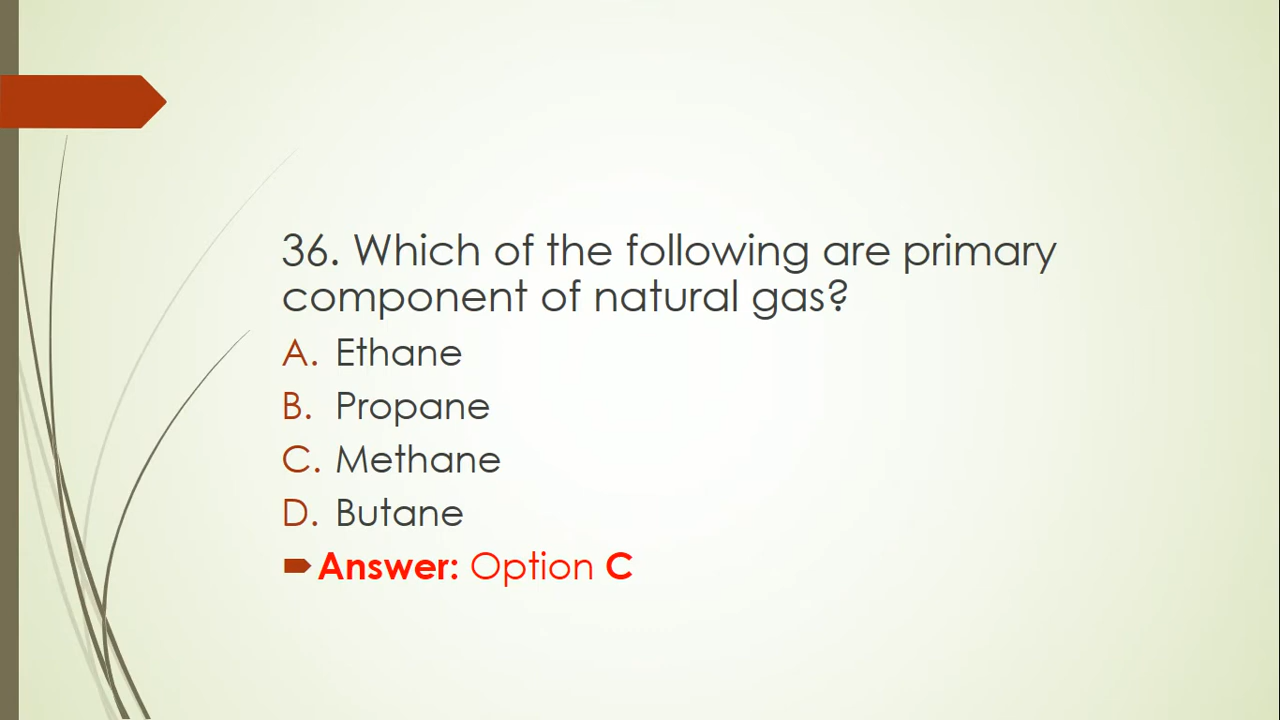 36. Which of the following are primary
component of natural gas?
A. Ethane
B. Propane
C. Methane
D. Butane
Answer: Option C